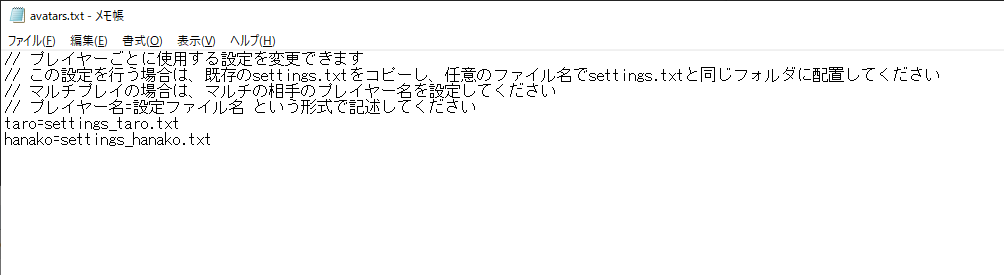 avatars.txt - メモ帳
ファイル(F) 編集(E) 書式(O) 表示(V) ヘルプ(H)
// プレイヤーごとに使用する設定を変更できます
// この設定を行う場合は、既存のsettings.txtをコピーし、任意のファイル名でsettings.txtと同じフォルダに配置してください
// マルチプレイの場合は、マルチの相手のプレイヤー名を設定してください
// プレイヤー名=設定ファイル名 という形式で記述してください
taro=settings_taro.txt
hanako=settings_hanako.txt